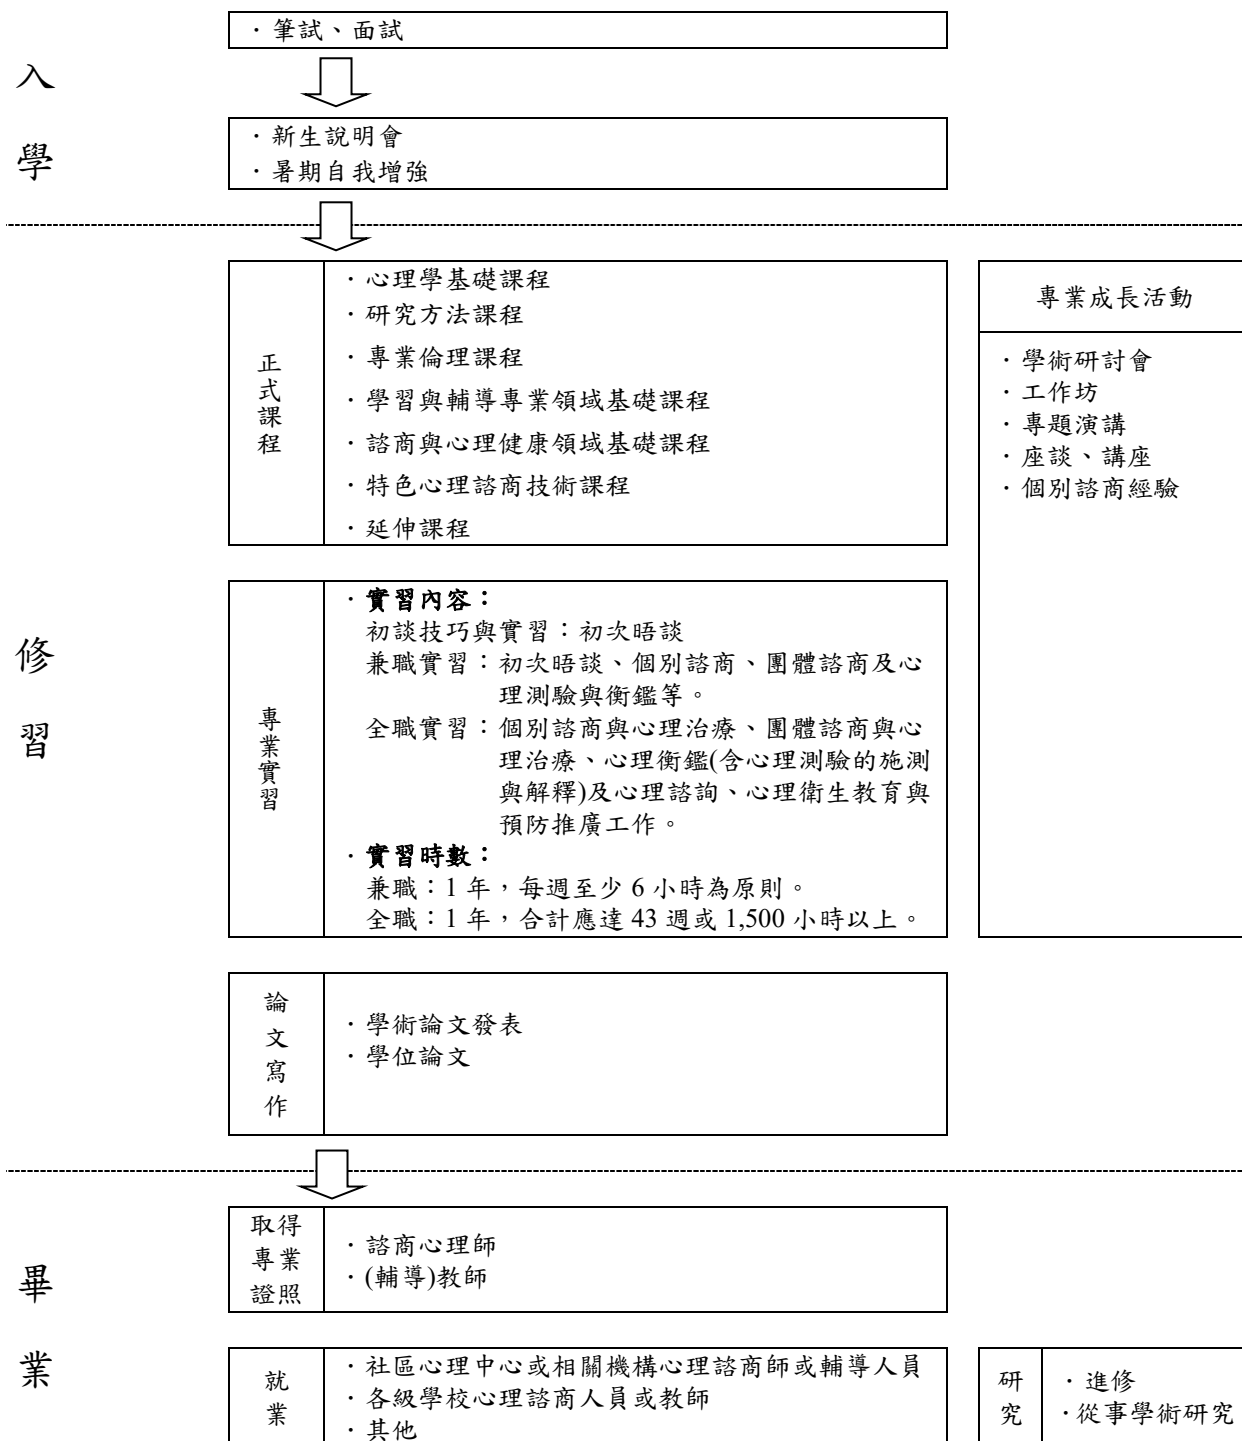 入學
・筆試、面試
・新生說明會
・暑期自我增強
修習
正式課程
・心理學基礎課程
・研究方法課程
・專業倫理課程
・學習與輔導專業領域基礎課程
・諮商與心理健康領域基礎課程
・特色心理諮商技術課程
・延伸課程
專業成長活動
・學術研討會
・工作坊
・專題演講
・座談、講座
・個別諮商經驗
專業實習
・實習內容：
初談技巧與實習：初次晤談
兼職實習：初次晤談、個別諮商、團體諮商及心
理測驗與衡鑑等。
全職實習：個別諮商與心理治療、團體諮商與心
理治療、心理衡鑑(含心理測驗的施測
與解釋)及心理諮詢、心理衛生教育與
預防推廣工作。
・實習時數：
兼職：1 年，每週至少 6 小時為原則。
全職：1 年，合計應達 43 週或 1,500 小時以上。
論文寫作
・學術論文發表
・學位論文
畢業
取得
專業
證照
・諮商心理師
・(輔導)教師
就業
・社區心理中心或相關機構心理諮商師或輔導人員
・各級學校心理諮商人員或教師
・其他
研究
・進修
・從事學術研究